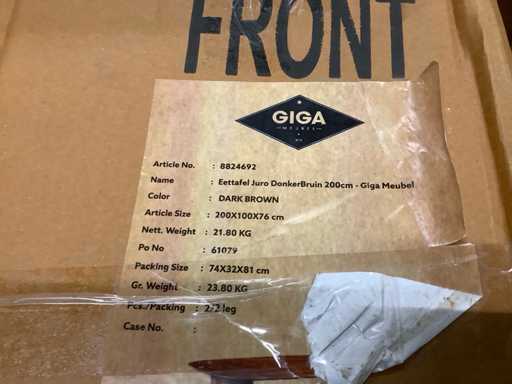 FRONT
GIGA
MEUBEL
Article No. : 8824692
Name : Eettafel Juro DonkerBruin 200cm - Giga Meubel
Color : DARK BROWN
Article Size : 200X100X76 cm
Nett. Weight : 21.80 KG
Po No : 61079
Packing Size : 74X32X81 cm
Gr. Weight : 23.80 KG
Pcs./Packing : 2/2 leg
Case No. :